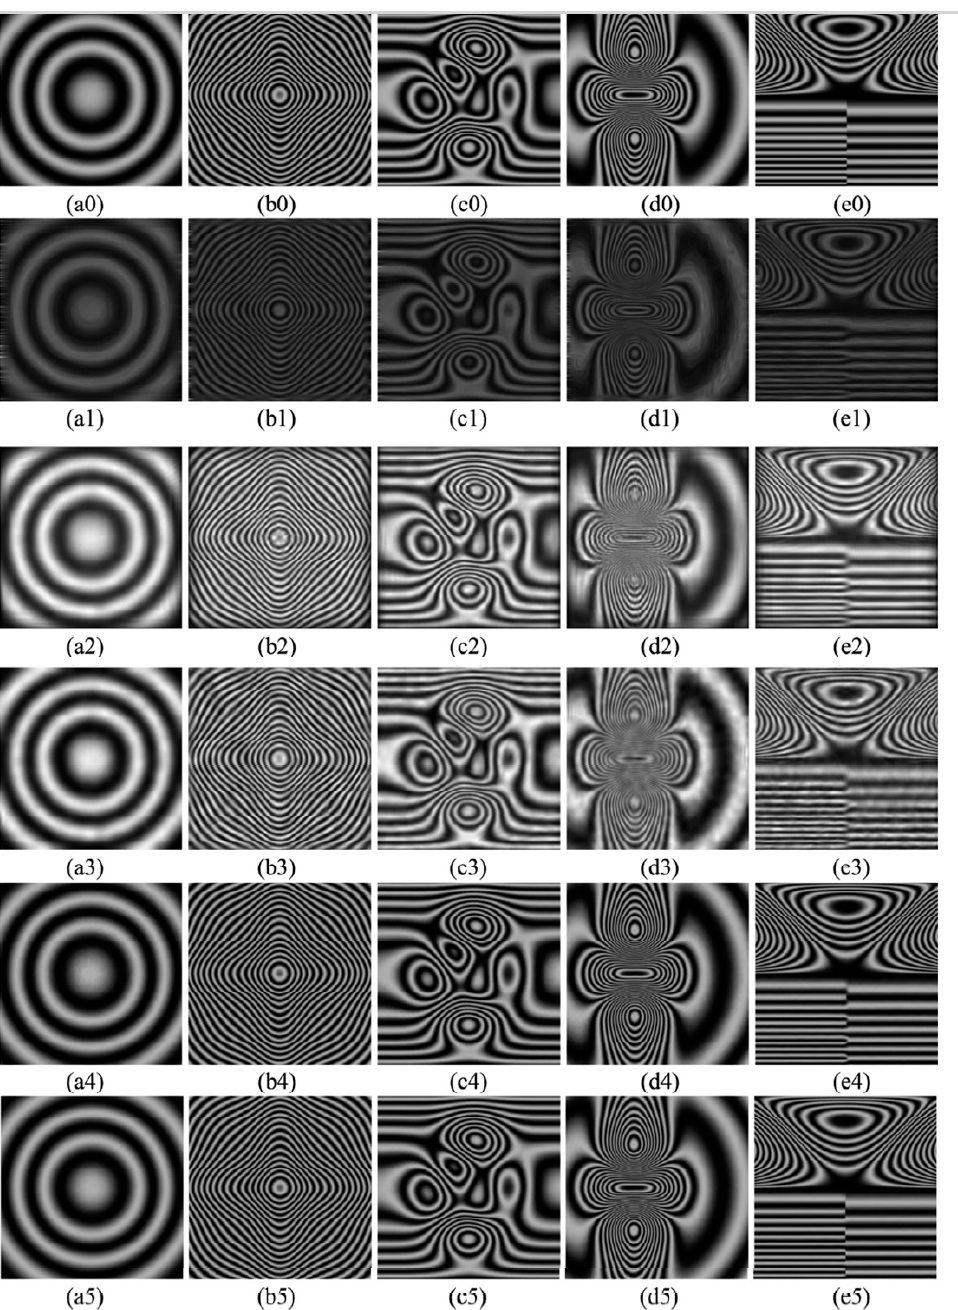 (a0) (b0) (c0) (d0) (e0)
(a1) (b1) (c1) (d1) (e1)
(a2) (b2) (c2) (d2) (e2)
(a3) (b3) (c3) (d3) (e3)
(a4) (b4) (c4) (d4) (e4)
(a5) (b5) (c5) (d5) (e5)